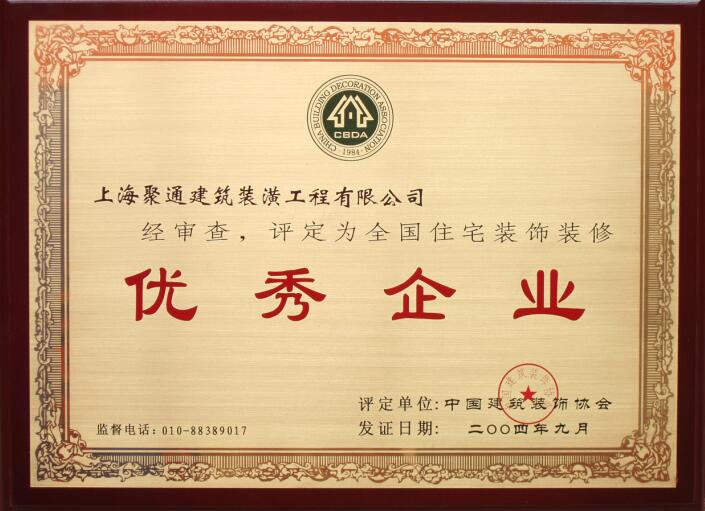 CHINA BUILDING DECORATION ASSOCIATION
CBDA
·1984·
上海聚通建筑装潢工程有限公司
经审查，评定为全国住宅装饰装修
优秀企业
评定单位:中国建筑装饰协会
监督电话：010-88389017
发证日期: 二〇〇四年九月